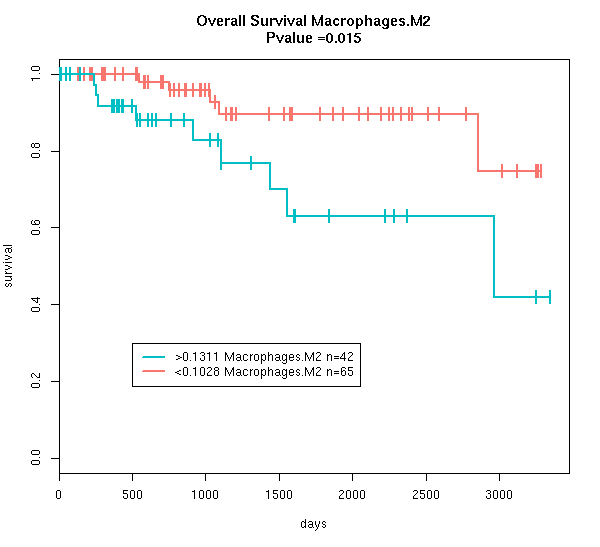 Overall Survival Macrophages.M2
Pvalue =0.015
survival
1.0
0.8
0.6
0.4
0.2
0.0
>0.1311 Macrophages.M2 n=42
<0.1028 Macrophages.M2 n=65
0 500 1000 1500 2000 2500 3000
days